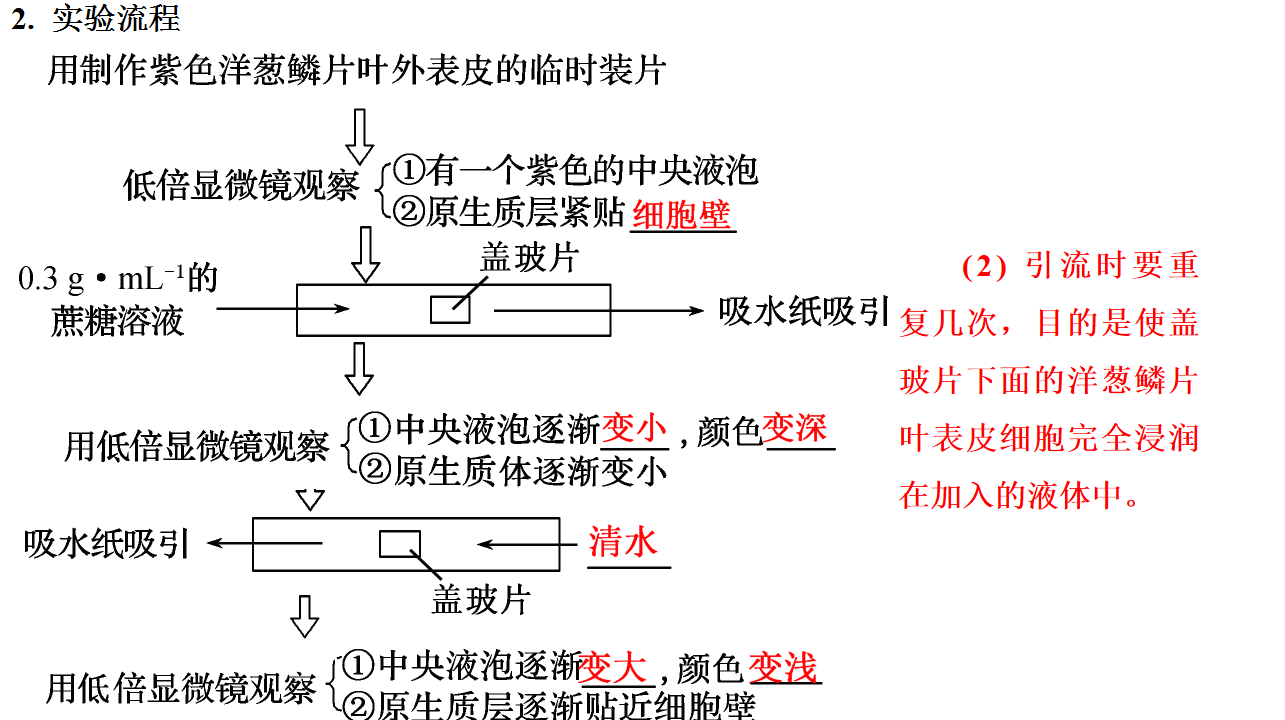 2. 实验流程
用制作紫色洋葱鳞片叶外表皮的临时装片
低倍显微镜观察
①有一个紫色的中央液泡
②原生质层紧贴细胞壁
0.3 g·mL⁻¹的
蔗糖溶液
盖玻片
吸水纸吸引
用低倍显微镜观察
①中央液泡逐渐变小,颜色变深
②原生质体逐渐变小
吸水纸吸引
清水
盖玻片
用低倍显微镜观察
①中央液泡逐渐变大,颜色变浅
②原生质层逐渐贴近细胞壁
(2) 引流时要重
复几次，目的是使盖
玻片下面的洋葱鳞片
叶表皮细胞完全浸润
在加入的液体中。